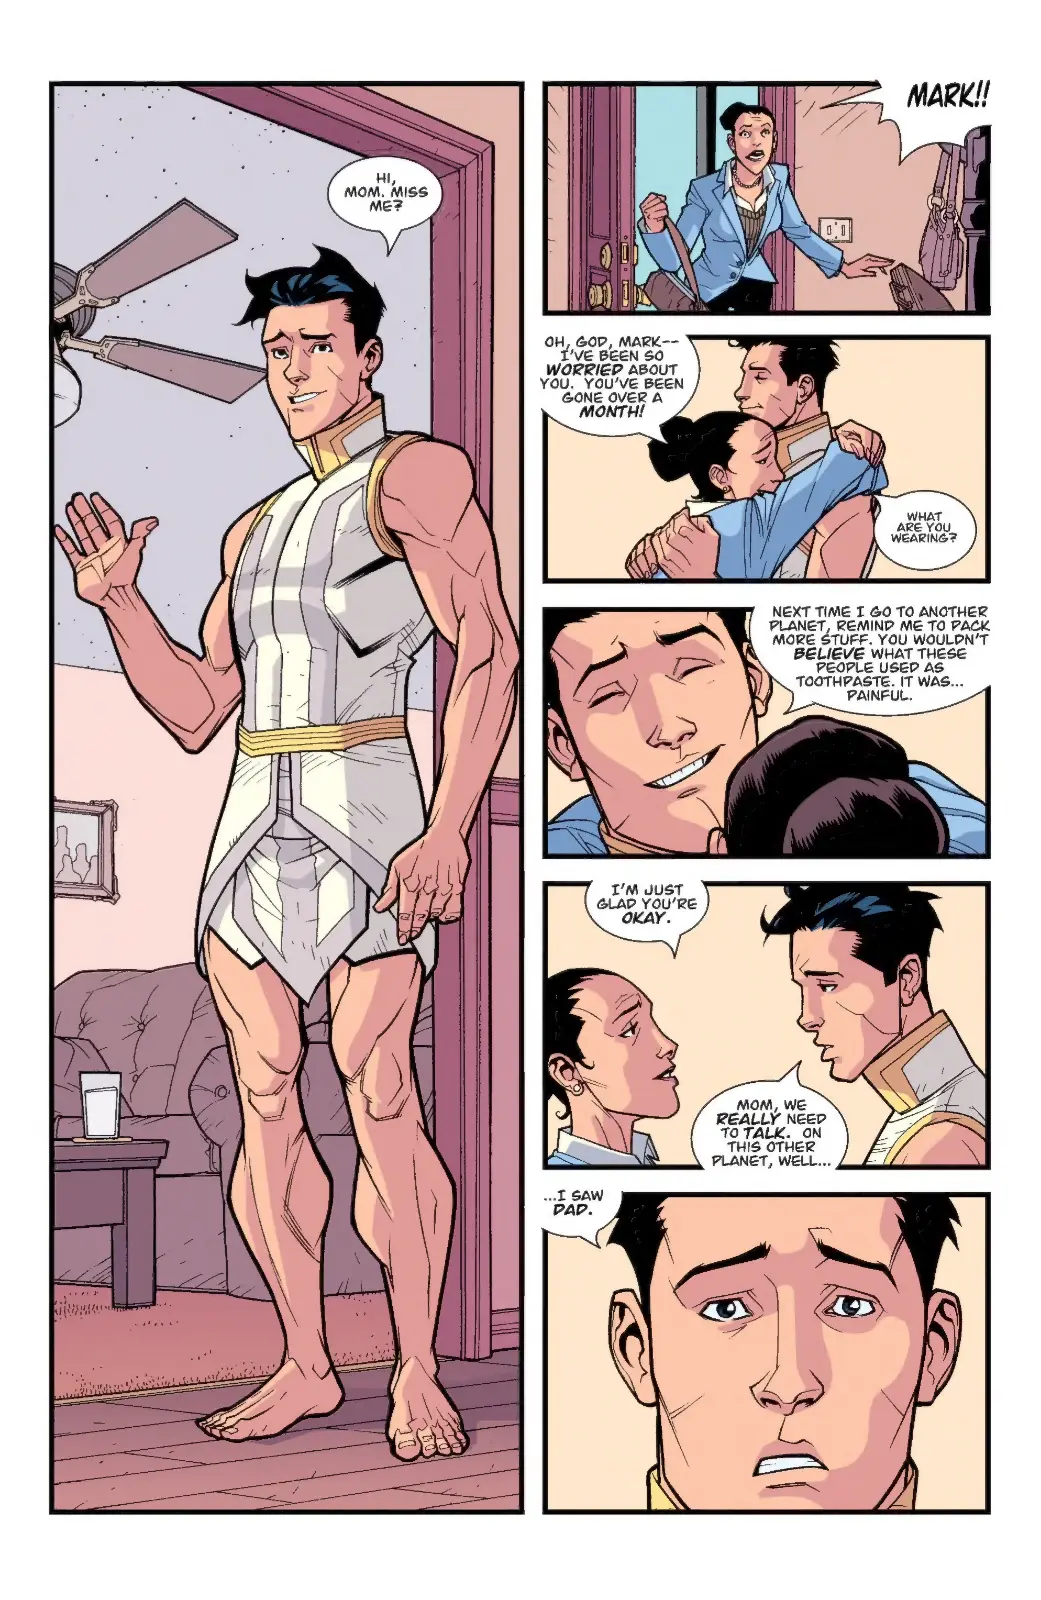 HI,
MOM. MISS
ME?
MARK!!
OH, GOD, MARK--
I'VE BEEN SO
WORRIED ABOUT
YOU. YOU'VE BEEN
GONE OVER A
MONTH!
WHAT
ARE YOU
WEARING?
NEXT TIME I GO TO ANOTHER
PLANET, REMIND ME TO PACK
MORE STUFF. YOU WOULDN'T
BELIEVE WHAT THESE
PEOPLE USED AS
TOOTHPASTE. IT WAS...
PAINFUL.
I'M JUST
GLAD YOU'RE
OKAY.
MOM, WE
REALLY NEED
TO TALK. ON
THIS OTHER
PLANET, WELL...
...I SAW
DAD.